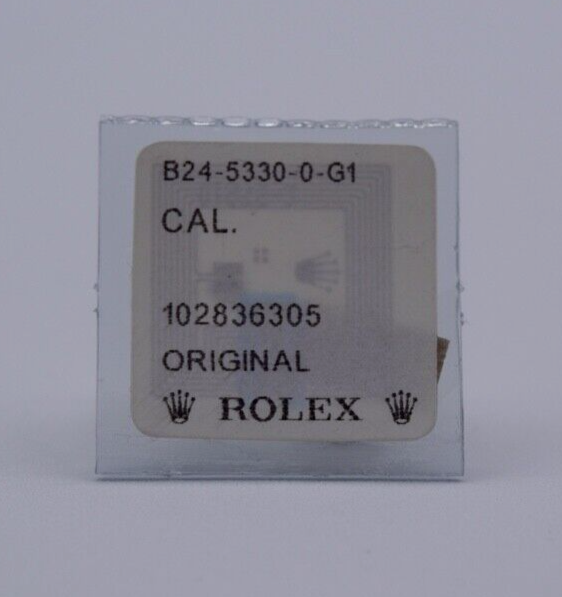 B24-5330-0-G1
CAL.
102836305
ORIGINAL
ROLEX